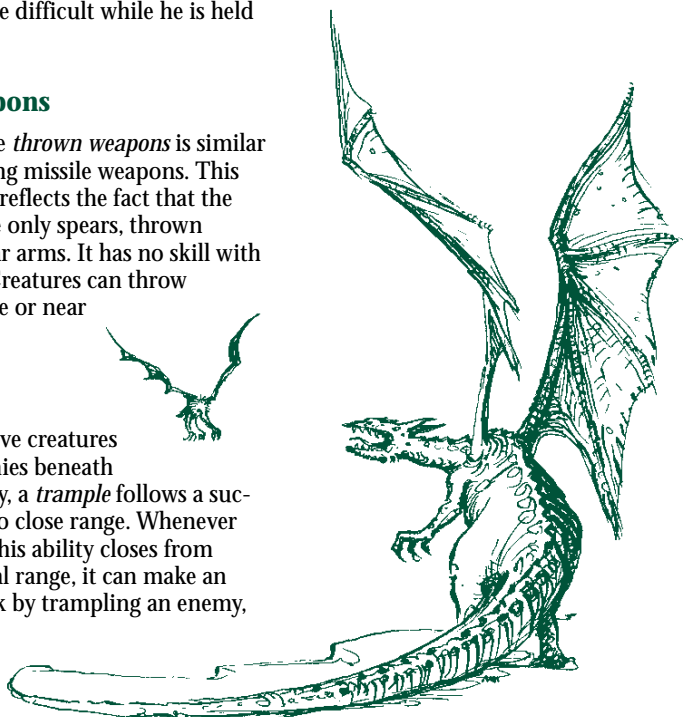 e difficult while he is held
pons
e thrown weapons is similar
ng missile weapons. This
reflects the fact that the
e only spears, thrown
r arms. It has no skill with
Creatures can throw
e or near
ve creatures
nies beneath
y, a trample follows a suc-
o close range. Whenever
his ability closes from
al range, it can make an
k by trampling an enemy,